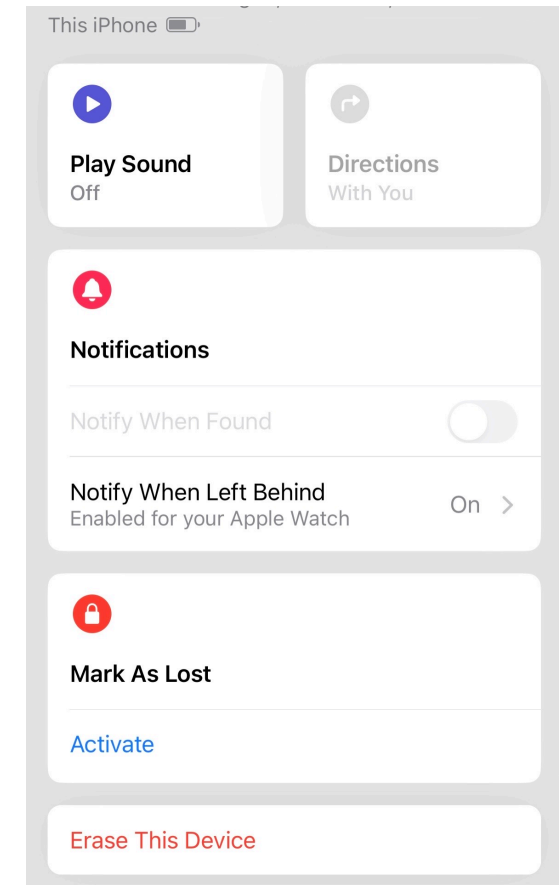 This iPhone
Play Sound
Off
Directions
With You
Notifications
Notify When Found
Notify When Left Behind
Enabled for your Apple Watch
On
Mark As Lost
Activate
Erase This Device